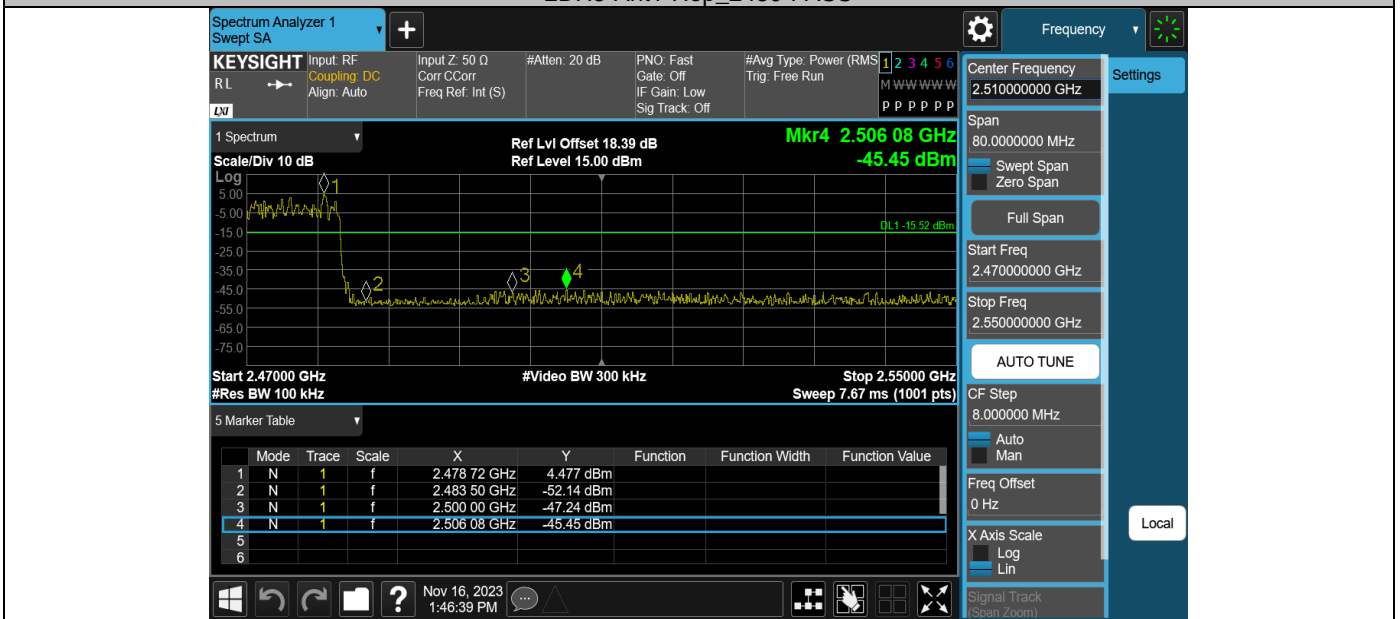 Spectrum Analyzer 1
Swept SA
Frequency
KEYSIGHT
RL
LXI
Input: RF
Coupling: DC
Align: Auto
Input Z: 50 Ω
Corr CCorr
Freq Ref: Int (S)
#Atten: 20 dB
PNO: Fast
Gate: Off
IF Gain: Low
Sig Track: Off
#Avg Type: Power (RMS
Trig: Free Run
1 2 3 4 5 6
M W W W W W
P P P P P P
1 Spectrum
Ref Lvl Offset 18.39 dB
Mkr4 2.506 08 GHz
Scale/Div 10 dB
Ref Level 15.00 dBm
-45.45 dBm
Log
5.00
-5.00
-15.0
-25.0
-35.0
-45.0
-55.0
-65.0
-75.0
1
2
3
4
DL1 -15.52 dBm
Start 2.47000 GHz
#Video BW 300 kHz
Stop 2.55000 GHz
#Res BW 100 kHz
Sweep 7.67 ms (1001 pts)
5 Marker Table
Mode Trace Scale X Y Function Function Width Function Value
1 N 1 f 2.478 72 GHz 4.477 dBm
2 N 1 f 2.483 50 GHz -52.14 dBm
3 N 1 f 2.500 00 GHz -47.24 dBm
4 N 1 f 2.506 08 GHz -45.45 dBm
5
6
Nov 16, 2023
1:46:39 PM
Center Frequency
2.510000000 GHz
Settings
Span
80.0000000 MHz
Swept Span
Zero Span
Full Span
Start Freq
2.470000000 GHz
Stop Freq
2.550000000 GHz
AUTO TUNE
CF Step
8.000000 MHz
Auto
Man
Freq Offset
0 Hz
X Axis Scale
Log
Lin
Local
Signal Track
(Span Zoom)